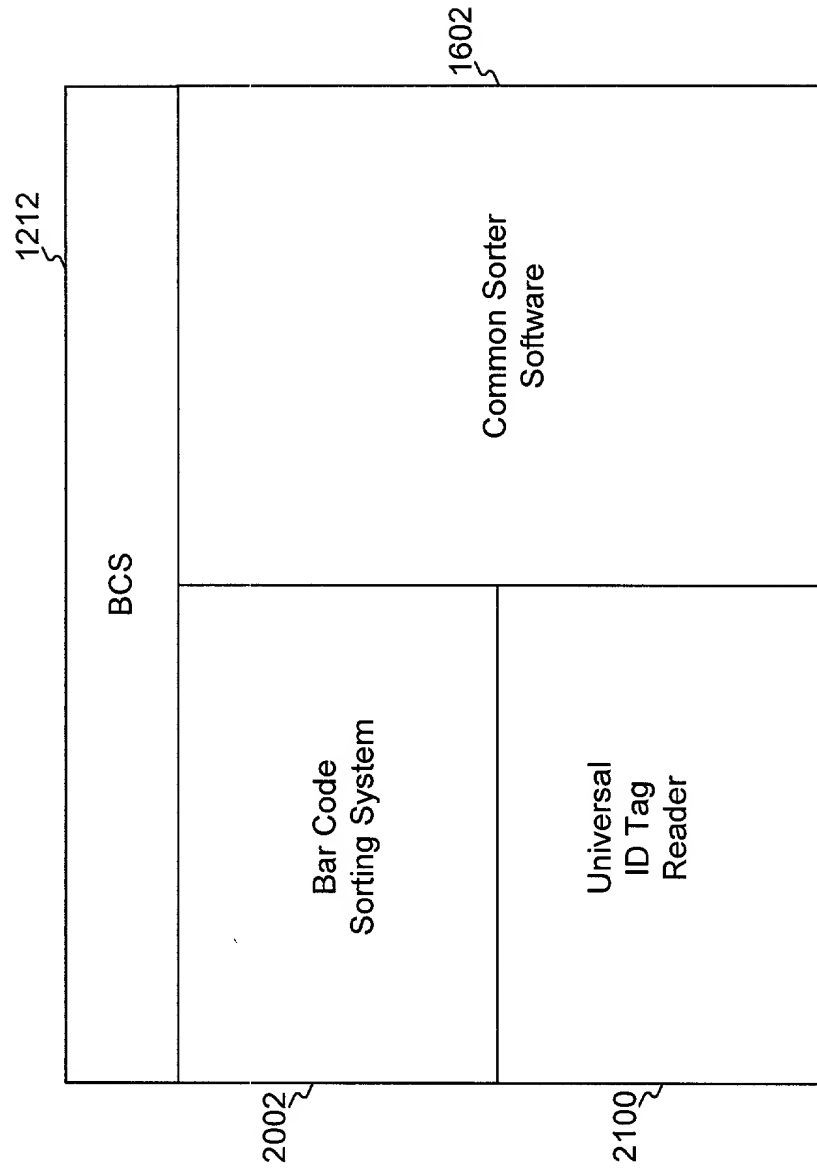 1212
BCS
2002
Bar Code
Sorting System
Common Sorter
Software
1602
2100
Universal
ID Tag
Reader